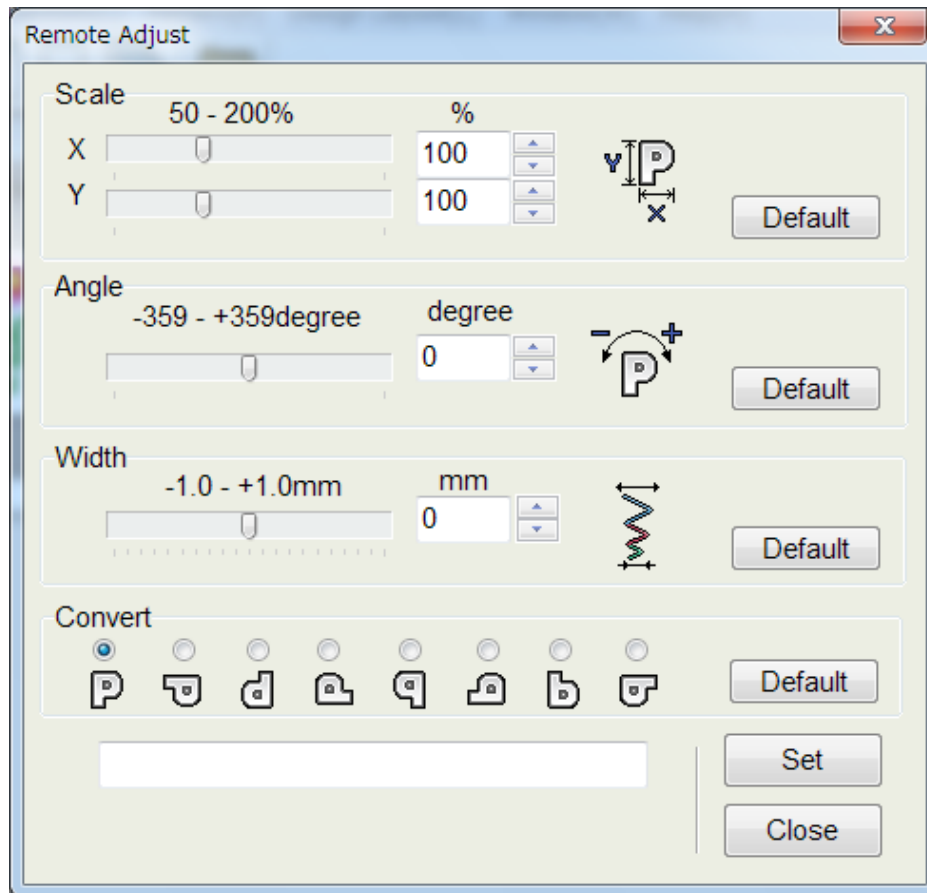 Remote Adjust
Scale
50 - 200%
%
X
100
Y
100
Y P
X
Default
Angle
-359 - +359degree
degree
0
- +
P
Default
Width
-1.0 - +1.0mm
mm
0
Default
Convert
P
Default
Set
Close